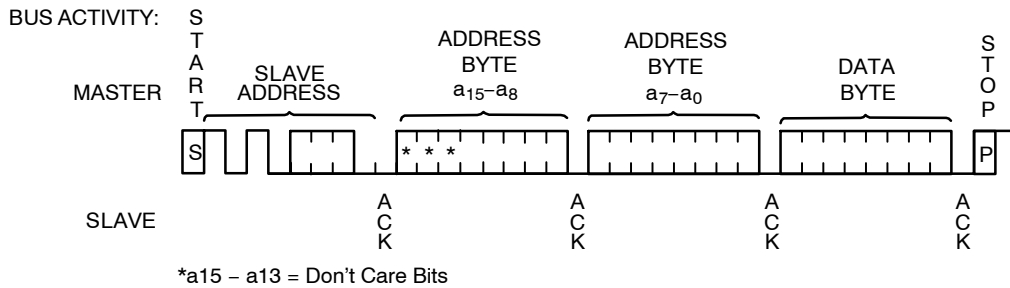 BUS ACTIVITY:
MASTER
START
SLAVE
ADDRESS
ADDRESS
BYTE
a15−a8
ADDRESS
BYTE
a7−a0
DATA
BYTE
STOP
S
* * *
P
SLAVE
ACK
ACK
ACK
ACK
*a15 − a13 = Don't Care Bits